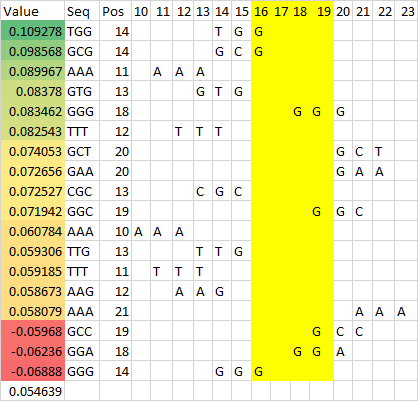 Value Seq Pos 10 11 12 13 14 15 16 17 18 19 20 21 22 23
0.109278 TGG 14 T G G
0.098568 GCG 14 G C G
0.089967 AAA 11 A A A
0.08378 GTG 13 G T G
0.083462 GGG 18 G G G
0.082543 TTT 12 T T T
0.074053 GCT 20 G C T
0.072656 GAA 20 G A A
0.072527 CGC 13 C G C
0.071942 GGC 19 G G C
0.060784 AAA 10 A A A
0.059306 TTG 13 T T G
0.059185 TTT 11 T T T
0.058673 AAG 12 A A G
0.058079 AAA 21 A A A
-0.05968 GCC 19 G C C
-0.06236 GGA 18 G G A
-0.06888 GGG 14 G G G
0.054639